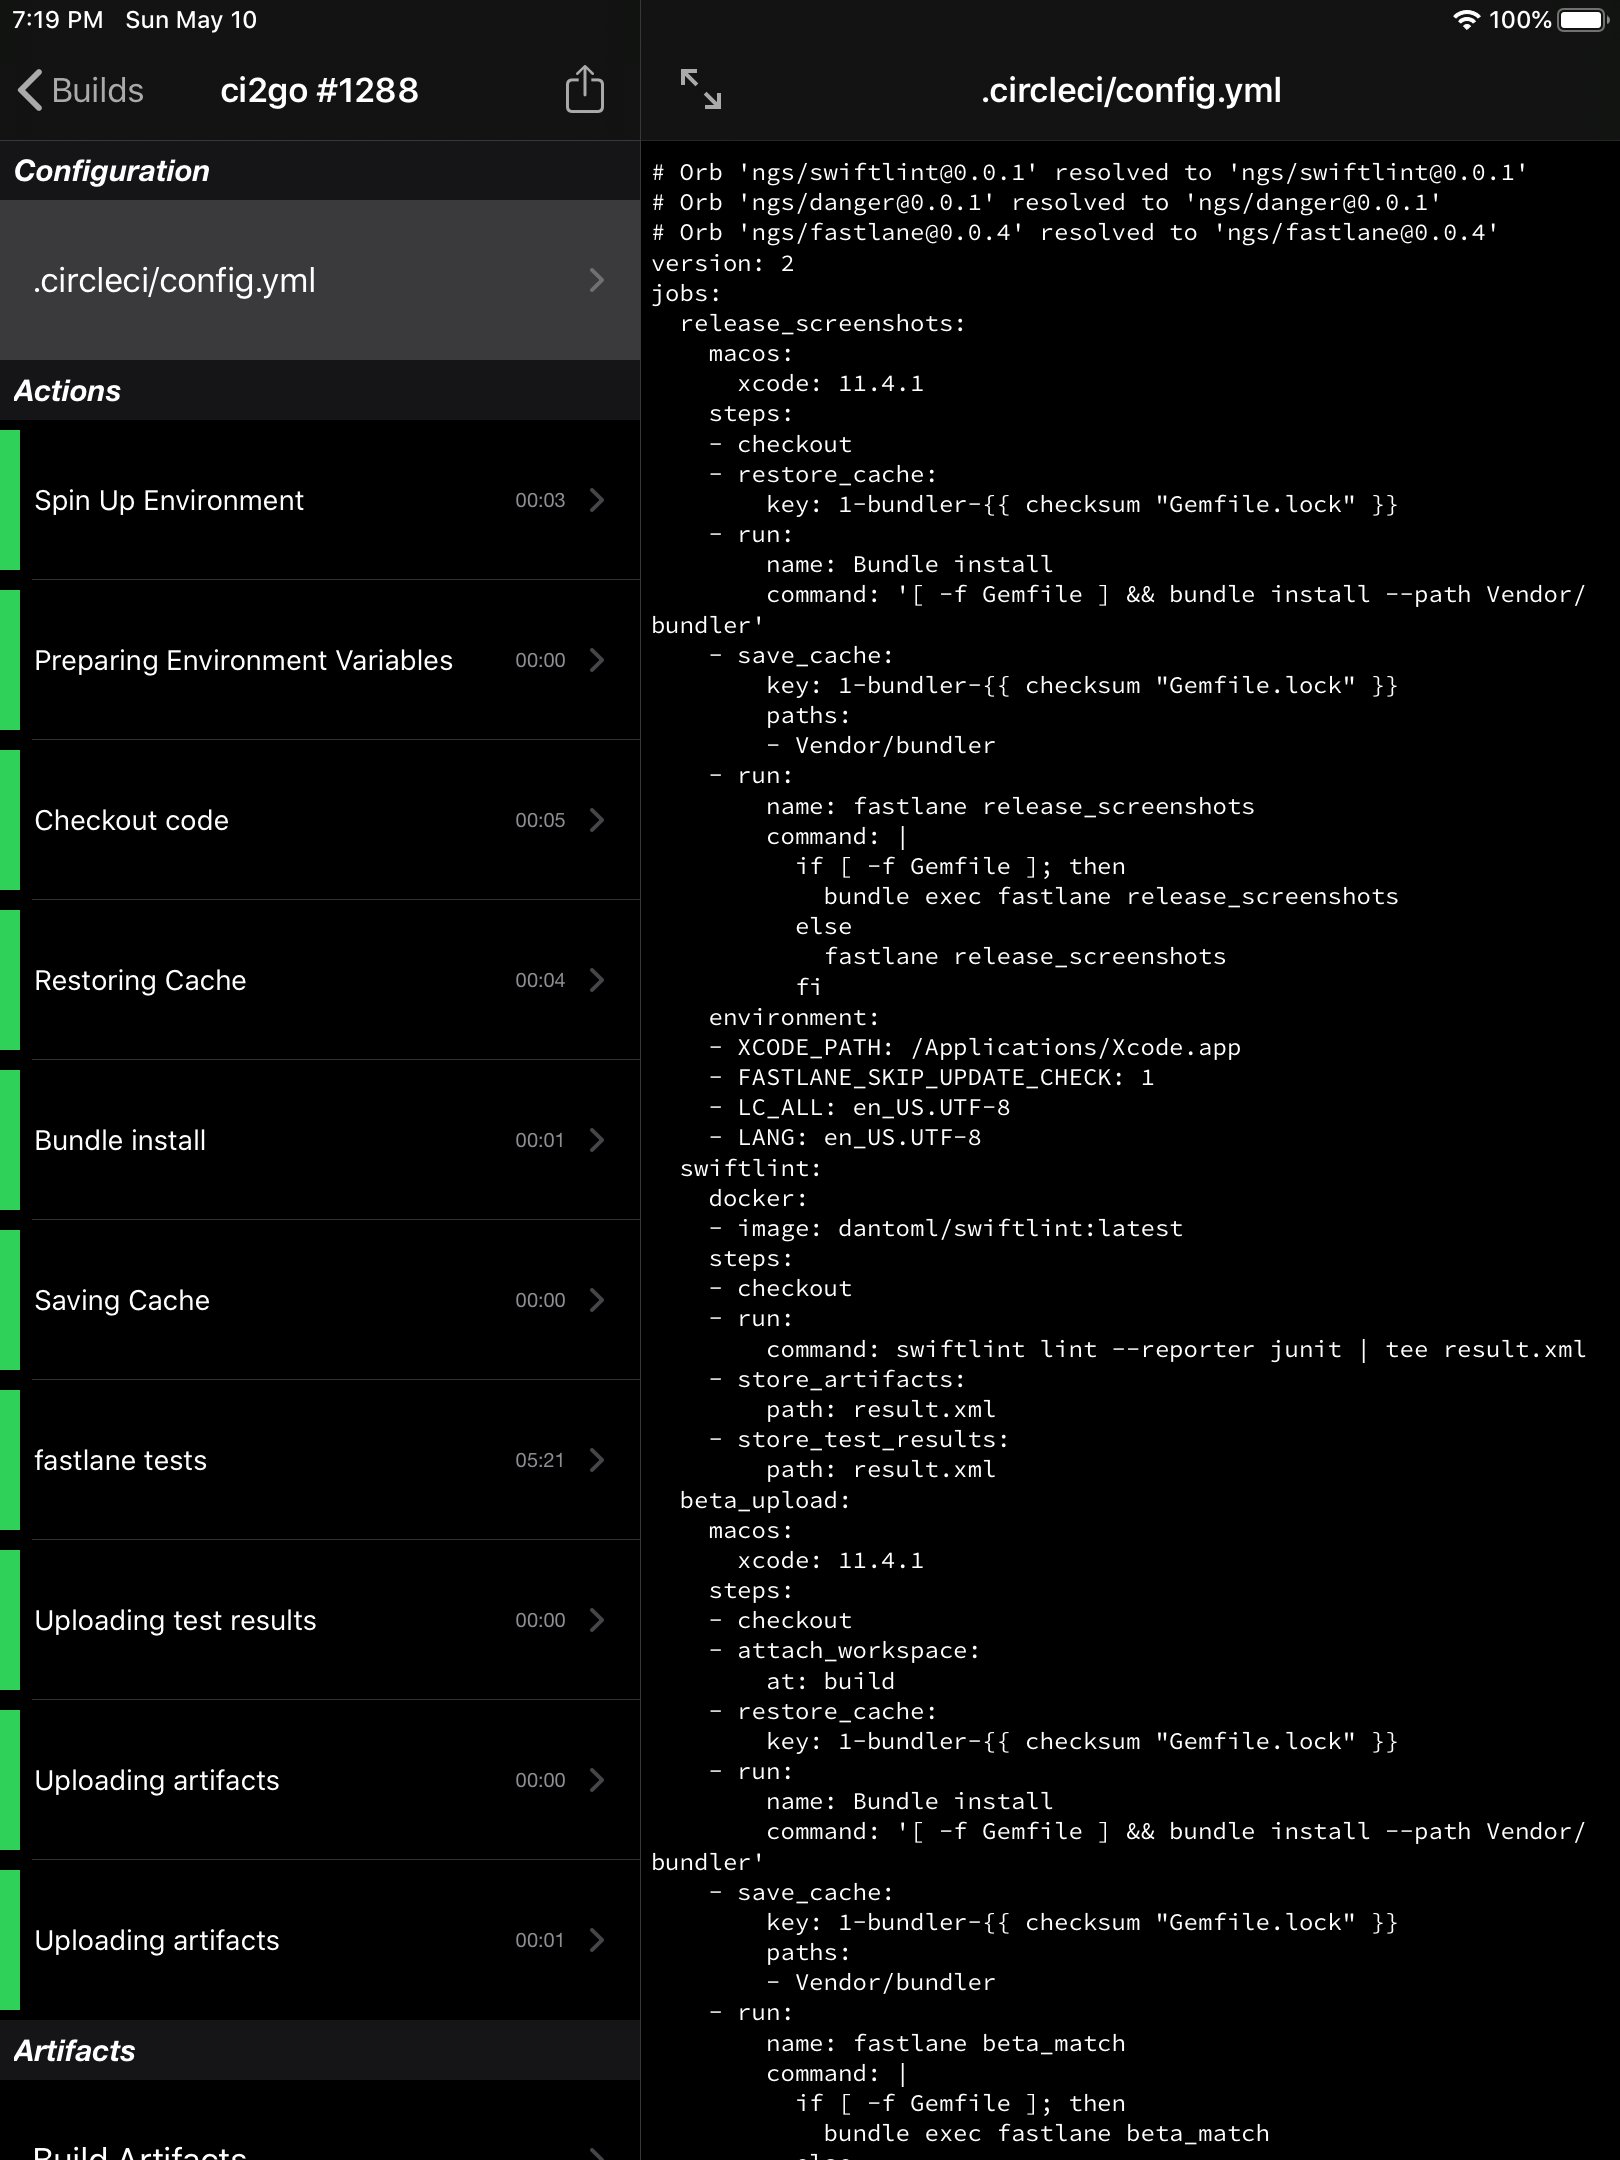 7:19 PM Sun May 10
100%
Builds
ci2go #1288
.circleci/config.yml
Configuration
.circleci/config.yml
Actions
Spin Up Environment 00:03
Preparing Environment Variables 00:00
Checkout code 00:05
Restoring Cache 00:04
Bundle install 00:01
Saving Cache 00:00
fastlane tests 05:21
Uploading test results 00:00
Uploading artifacts 00:00
Uploading artifacts 00:01
Artifacts
Build Artifacts
# Orb 'ngs/swiftlint@0.0.1' resolved to 'ngs/swiftlint@0.0.1'
# Orb 'ngs/danger@0.0.1' resolved to 'ngs/danger@0.0.1'
# Orb 'ngs/fastlane@0.0.4' resolved to 'ngs/fastlane@0.0.4'
version: 2
jobs:
  release_screenshots:
    macos:
      xcode: 11.4.1
    steps:
    - checkout
    - restore_cache:
        key: 1-bundler-{{ checksum "Gemfile.lock" }}
    - run:
        name: Bundle install
        command: '[ -f Gemfile ] && bundle install --path Vendor/
bundler'
    - save_cache:
        key: 1-bundler-{{ checksum "Gemfile.lock" }}
        paths:
        - Vendor/bundler
    - run:
        name: fastlane release_screenshots
        command: |
          if [ -f Gemfile ]; then
            bundle exec fastlane release_screenshots
          else
            fastlane release_screenshots
          fi
    environment:
    - XCODE_PATH: /Applications/Xcode.app
    - FASTLANE_SKIP_UPDATE_CHECK: 1
    - LC_ALL: en_US.UTF-8
    - LANG: en_US.UTF-8
  swiftlint:
    docker:
    - image: dantoml/swiftlint:latest
    steps:
    - checkout
    - run:
        command: swiftlint lint --reporter junit | tee result.xml
    - store_artifacts:
        path: result.xml
    - store_test_results:
        path: result.xml
  beta_upload:
    macos:
      xcode: 11.4.1
    steps:
    - checkout
    - attach_workspace:
        at: build
    - restore_cache:
        key: 1-bundler-{{ checksum "Gemfile.lock" }}
    - run:
        name: Bundle install
        command: '[ -f Gemfile ] && bundle install --path Vendor/
bundler'
    - save_cache:
        key: 1-bundler-{{ checksum "Gemfile.lock" }}
        paths:
        - Vendor/bundler
    - run:
        name: fastlane beta_match
        command: |
          if [ -f Gemfile ]; then
            bundle exec fastlane beta_match